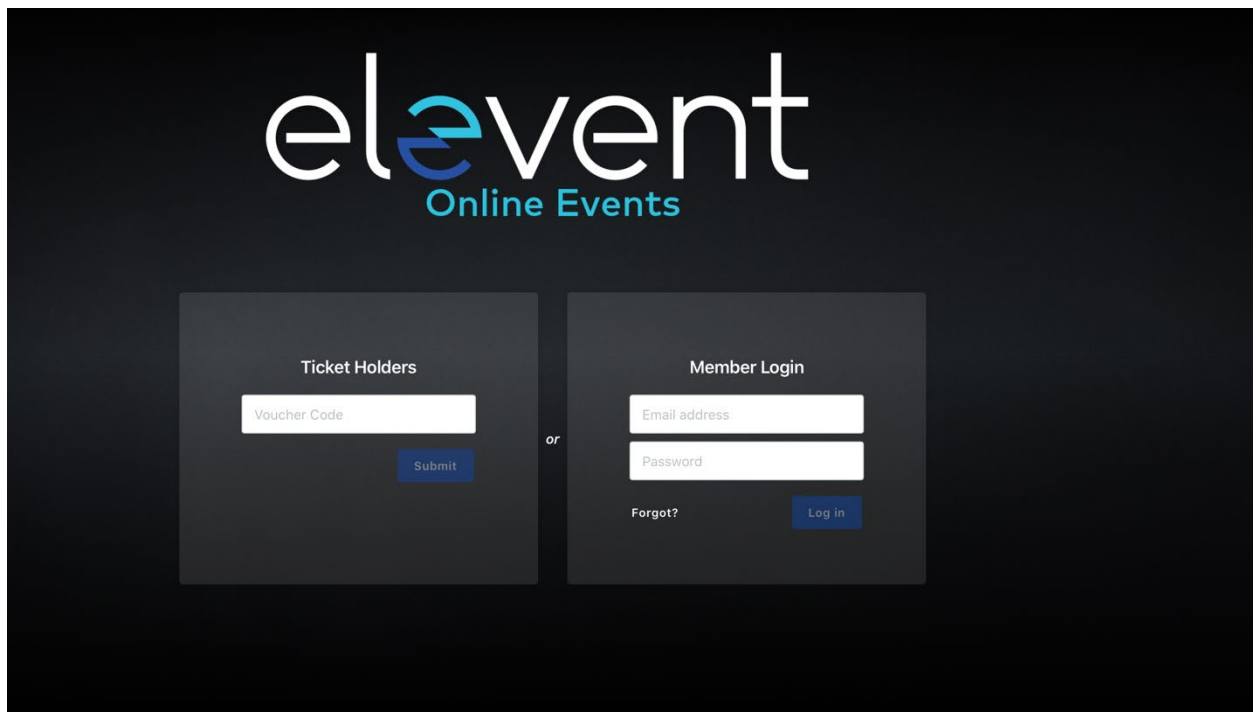 elevent
Online Events
Ticket Holders
Voucher Code
Submit
or
Member Login
Email address
Password
Forgot?
Log in